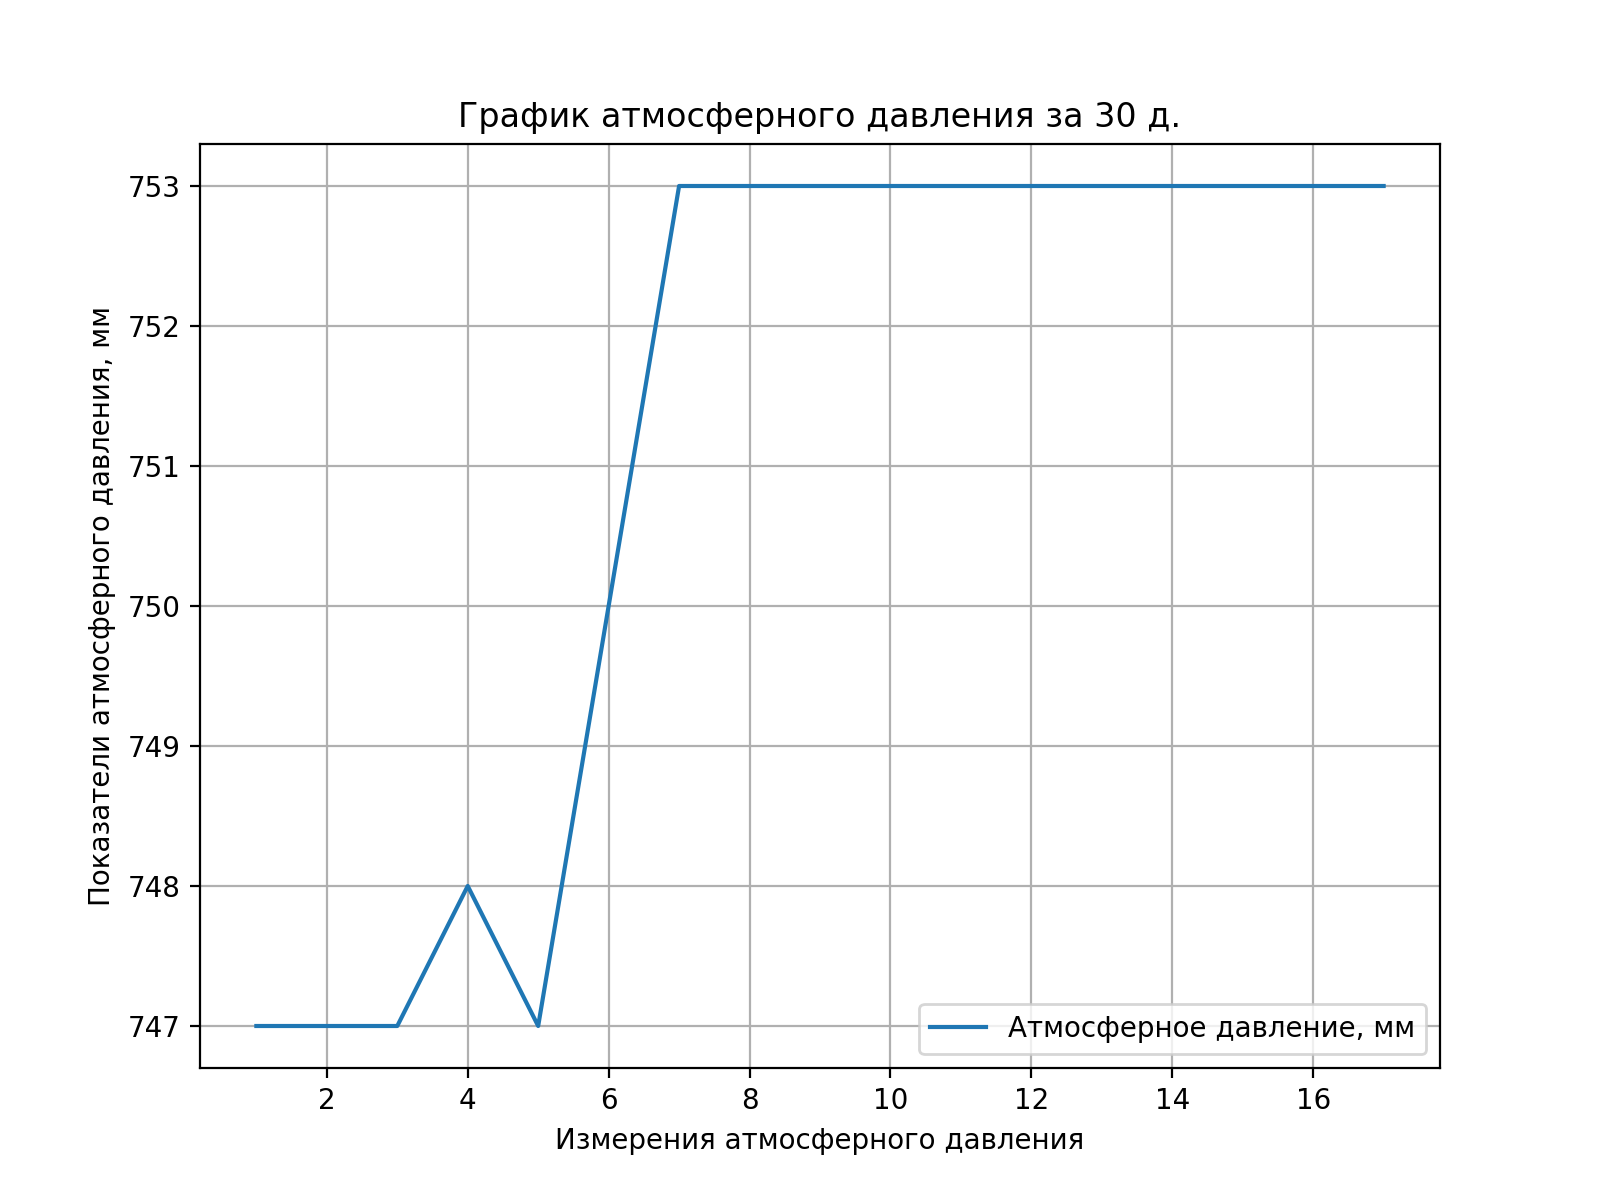 График атмосферного давления за 30 д.
Показатели атмосферного давления, мм
753
752
751
750
749
748
747
Атмосферное давление, мм
2 4 6 8 10 12 14 16
Измерения атмосферного давления